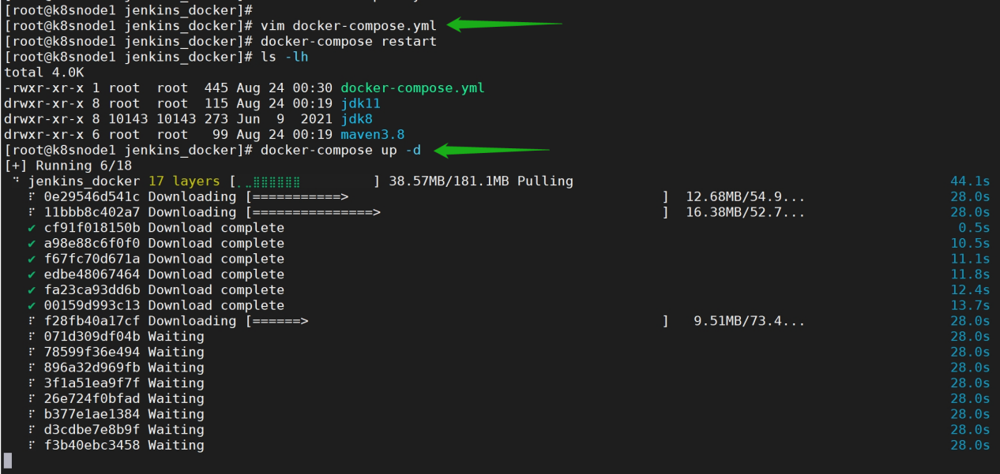 [root@k8snode1 jenkins_docker]#
[root@k8snode1 jenkins_docker]# vim docker-compose.yml
[root@k8snode1 jenkins_docker]# docker-compose restart
[root@k8snode1 jenkins_docker]# ls -lh
total 4.0K
-rwxr-xr-x 1 root  root  445 Aug 24 00:30 docker-compose.yml
drwxr-xr-x 8 root  root  115 Aug 24 00:19 jdk11
drwxr-xr-x 8 10143 10143 273 Jun  9  2021 jdk8
drwxr-xr-x 6 root  root   99 Aug 24 00:19 maven3.8
[root@k8snode1 jenkins_docker]# docker-compose up -d
[+] Running 6/18
jenkins_docker 17 layers [⣿⣿⣿⣿⣿⣿] 38.57MB/181.1MB Pulling 44.1s
0e29546d541c Downloading [===========>] 12.68MB/54.9... 28.0s
11bbb8c402a7 Downloading [===============>] 16.38MB/52.7... 28.0s
✔ cf91f018150b Download complete 0.5s
✔ a98e88c6f0f0 Download complete 10.5s
✔ f67fc70d671a Download complete 11.1s
✔ edbe48067464 Download complete 11.8s
✔ fa23ca93dd6b Download complete 12.4s
✔ 00159d993c13 Download complete 13.7s
f28fb40a17cf Downloading [======>] 9.51MB/73.4... 28.0s
071d309df04b Waiting 28.0s
78599f36e494 Waiting 28.0s
896a32d969fb Waiting 28.0s
3f1a51ea9f7f Waiting 28.0s
26e724f0bfad Waiting 28.0s
b377e1ae1384 Waiting 28.0s
d3cdbe7e8b9f Waiting 28.0s
f3b40ebc3458 Waiting 28.0s